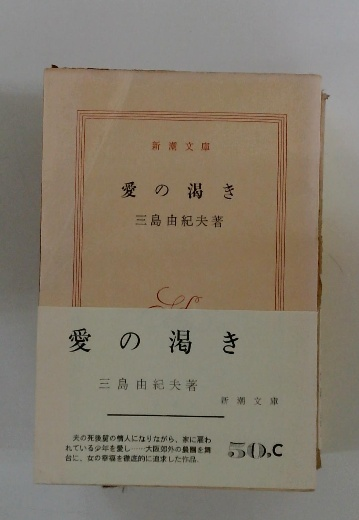 新潮文庫
愛の渇き
三島由紀夫著
愛の渇き
三島由紀夫著
新潮文庫
夫の死後舅の情人になりながら、家に雇わ
れている少年を愛し……大阪郊外の農園を舞
台に、女の幸福を徹底的に追求した作品
50,C